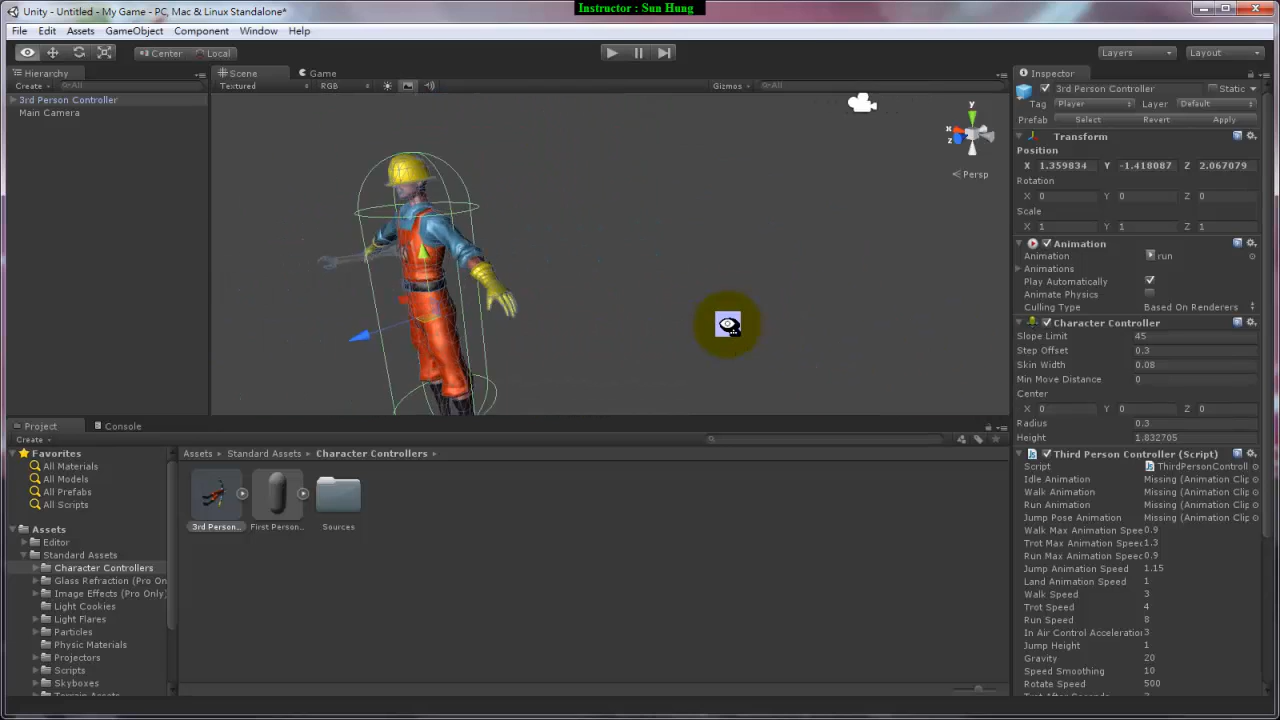 Unity - Untitled - My Game - PC, Mac & Linux Standalone*
Instructor : Sun Hung
File Edit Assets GameObject Component Window Help
Center Local
Layers Layout
Hierarchy
Create All
3rd Person Controller
Main Camera
Scene Game
Textured RGB Gizmos All
y
x
z
Persp
Inspector
3rd Person Controller Static
Tag Player Layer Default
Prefab Select Revert Apply
Transform
Position
X 1.359834 Y -1.418087 Z 2.067079
Rotation
X 0 Y 0 Z 0
Scale
X 1 Y 1 Z 1
Animation
Animation run
Animations
Play Automatically
Animate Physics
Culling Type Based On Renderers
Character Controller
Slope Limit 45
Step Offset 0.3
Skin Width 0.08
Min Move Distance 0
Center
X 0 Y 0 Z 0
Radius 0.3
Height 1.832705
Third Person Controller (Script)
Script ThirdPersonControll
Idle Animation Missing (Animation Clip
Walk Animation Missing (Animation Clip
Run Animation Missing (Animation Clip
Jump Pose Animation Missing (Animation Clip
Walk Max Animation Speed 0.9
Trot Max Animation Speed 1.3
Run Max Animation Speed 0.9
Jump Animation Speed 1.15
Land Animation Speed 1
Walk Speed 3
Trot Speed 4
Run Speed 8
In Air Control Acceleration 3
Jump Height 1
Gravity 20
Speed Smoothing 10
Rotate Speed 500
Project Console
Create
Favorites
All Materials
All Models
All Prefabs
All Scripts
Assets
Editor
Standard Assets
Character Controllers
Glass Refraction (Pro On
Image Effects (Pro Only)
Light Cookies
Light Flares
Particles
Physic Materials
Projectors
Scripts
Skyboxes
Terrain Assets
Assets Standard Assets Character Controllers
3rd Person... First Person... Sources